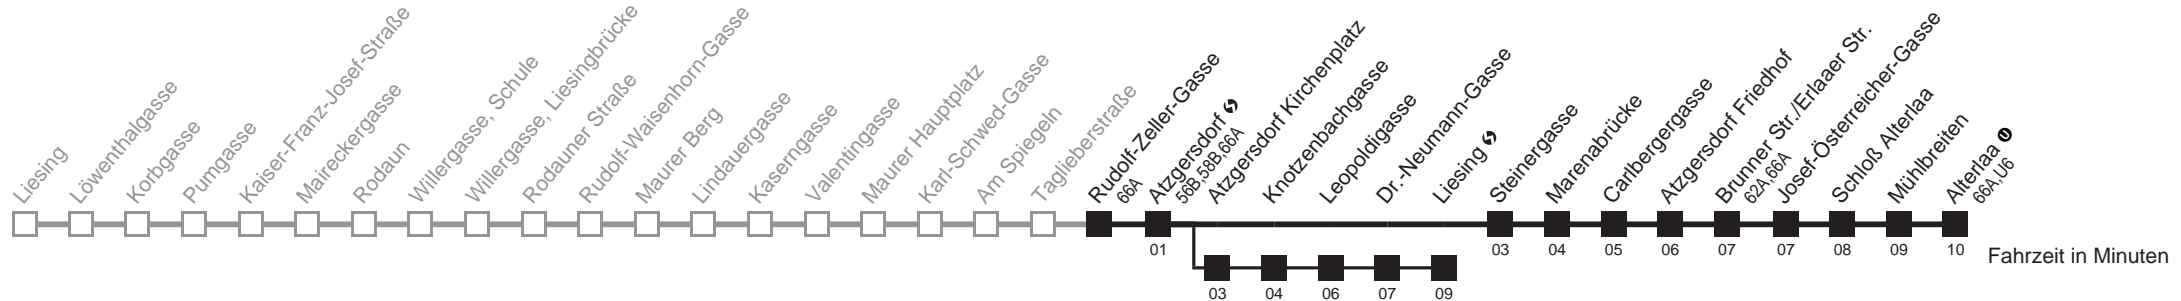 Liesing
Löwenthalgasse
Korbgasse
Pumgasse
Kaiser-Franz-Josef-Straße
Maireckergasse
Rodaun
Willergasse, Schule
Willergasse, Liesingbrücke
Rodauner Straße
Rudolf-Waisenhorn-Gasse
Maurer Berg
Lindauergasse
Kaserngasse
Valentingasse
Maurer Hauptplatz
Karl-Schwed-Gasse
Am Spiegeln
Taglieberstraße
Rudolf-Zeller-Gasse
66A
Atzgersdorf
56B,58B,66A
Atzgersdorf Kirchenplatz
Knotzenbachgasse
Leopoldigasse
Dr.-Neumann-Gasse
Liesing
Steinergasse
Marenabrücke
Carlbergergasse
Atzgersdorf Friedhof
Brunner Str./Erlaaer Str.
62A,66A
Josef-Österreicher-Gasse
Schloß Alterlaa
Mühlbreiten
Alterlaa U
66A,U6
01 03 04 05 06 07 07 08 09 10
Fahrzeit in Minuten
03 04 06 07 09